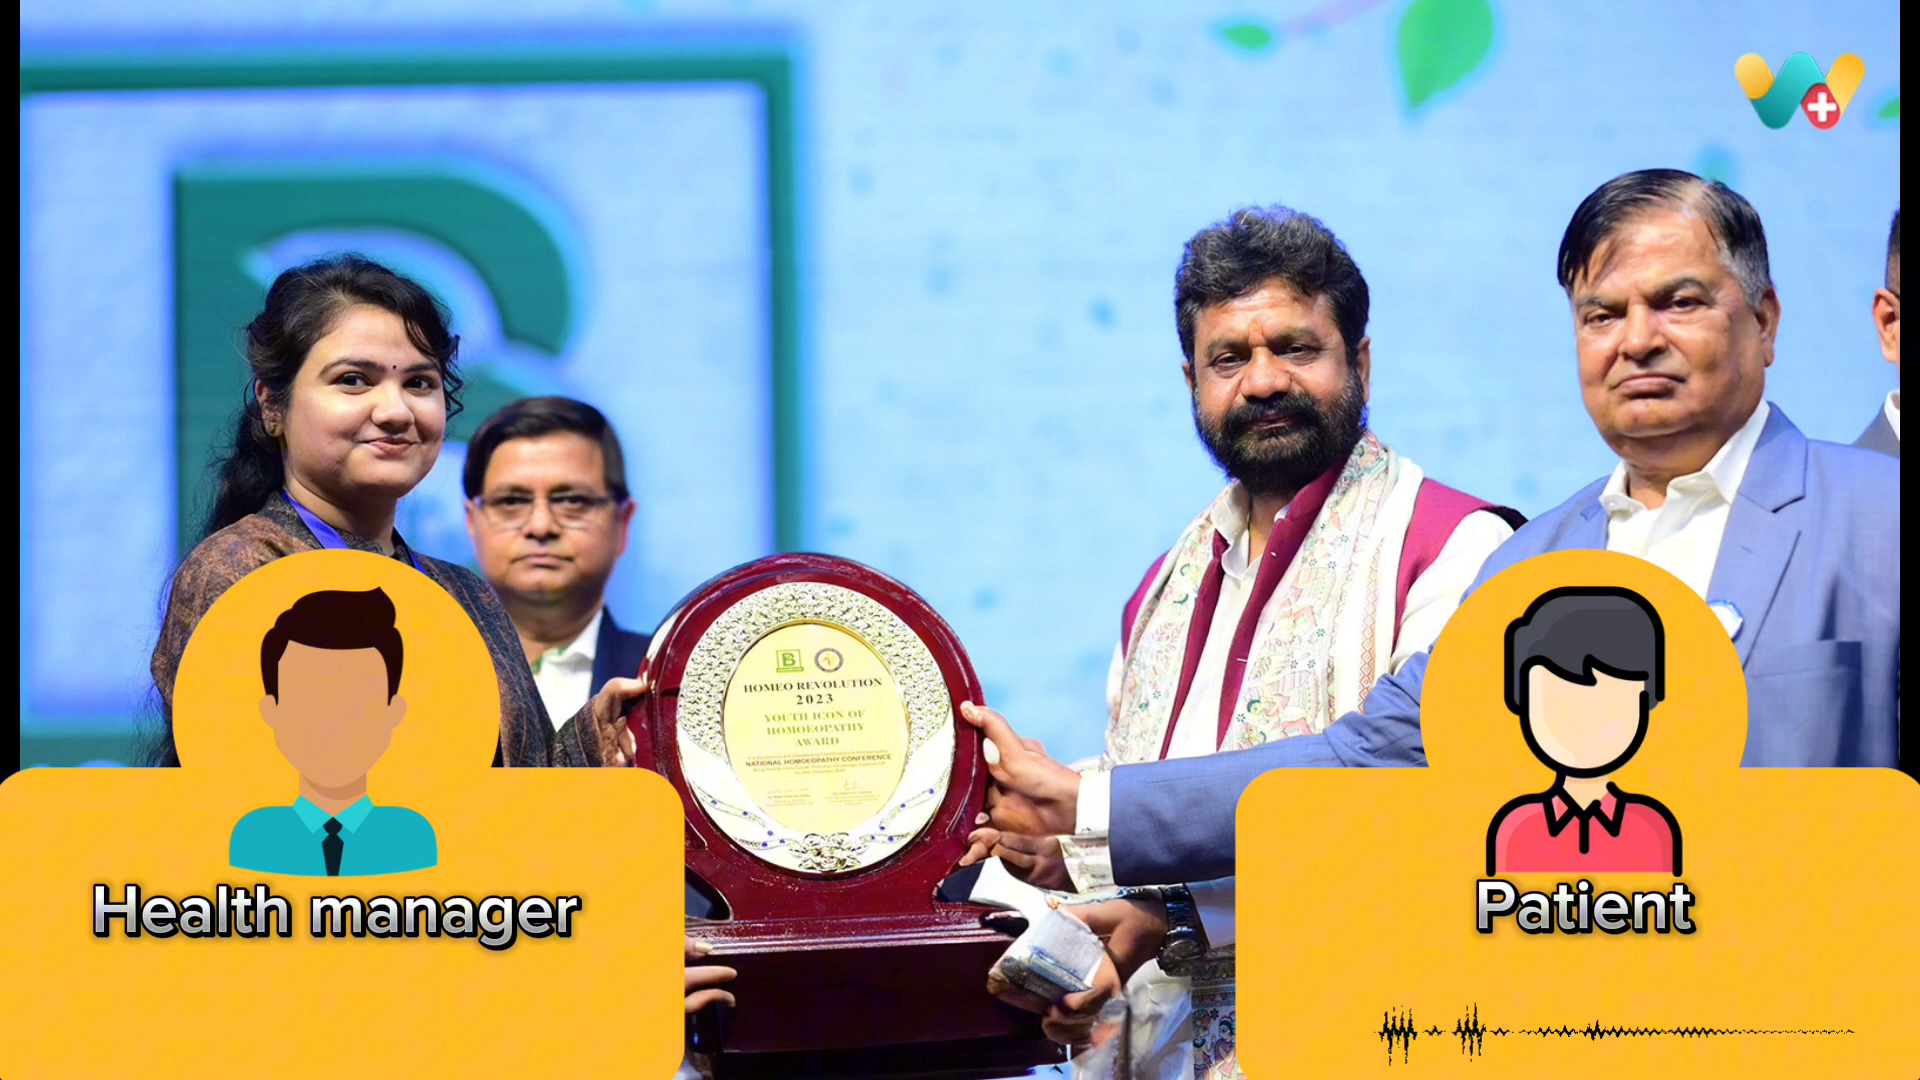 B
HOMEO REVOLUTION
2023
YOUTH ICON OF
HOMOEOPATHY
AWARD
NATIONAL HOMOEOPATHY CONFERENCE
Health manager
Patient